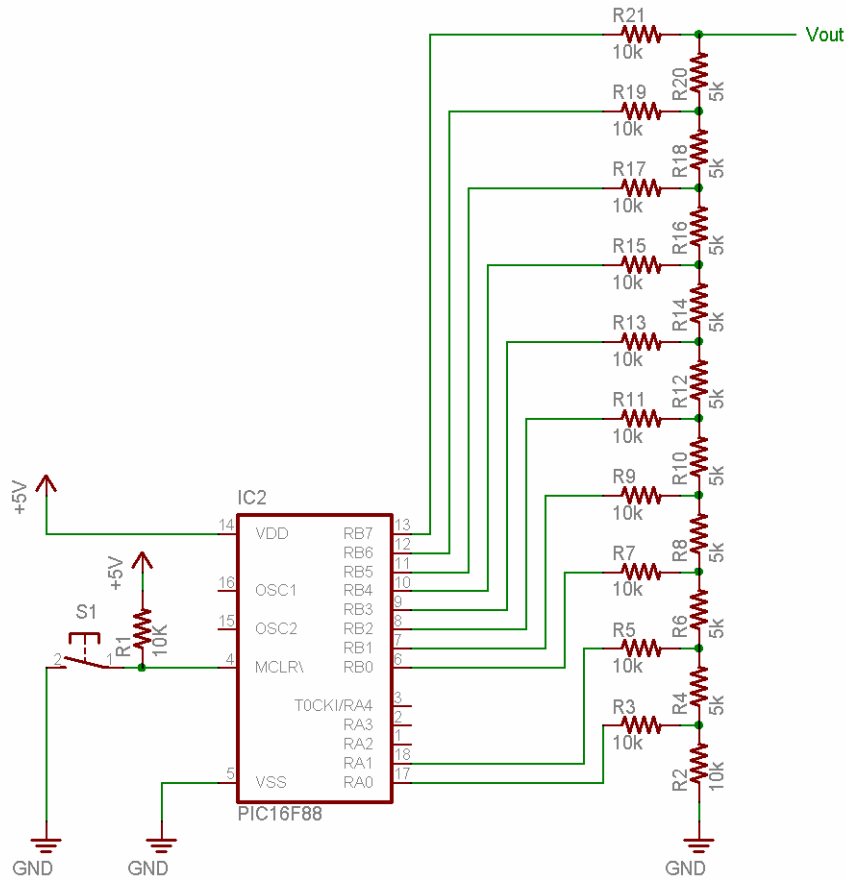 R21
10k
Vout
R20
5k
R19
10k
R18
5k
R17
10k
R16
5k
R15
10k
R14
5k
R13
10k
R12
5k
R11
10k
R10
5k
R9
10k
R8
5k
R7
10k
R6
5k
R5
10k
R4
5k
R3
10k
R2
10k
GND
+5V
+5V
S1
2
1
R1
10K
GND
GND
IC2
14 VDD RB7 13
RB6 12
RB5 11
16 OSC1 RB4 10
RB3 9
15 OSC2 RB2 8
RB1 7
4 MCLR\ RB0 6
T0CKI/RA4 3
RA3 2
RA2 1
RA1 18
5 VSS RA0 17
PIC16F88